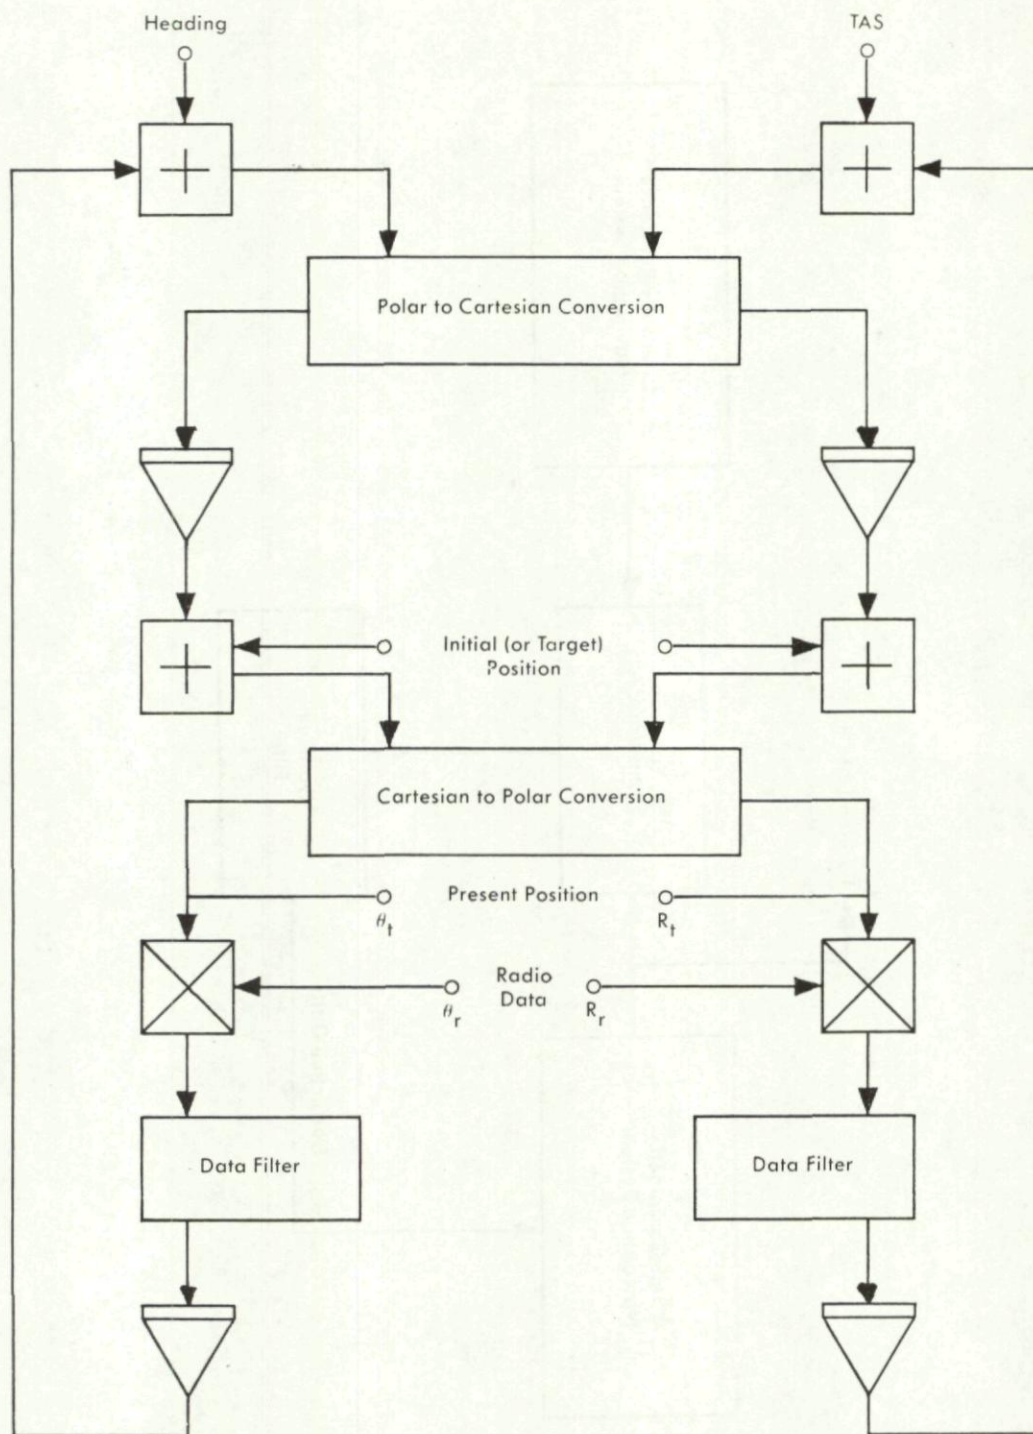 Heading
TAS
Polar to Cartesian Conversion
Initial (or Target)
Position
Cartesian to Polar Conversion
Present Position
θt
Rt
Radio
Data
θr
Rr
Data Filter
Data Filter